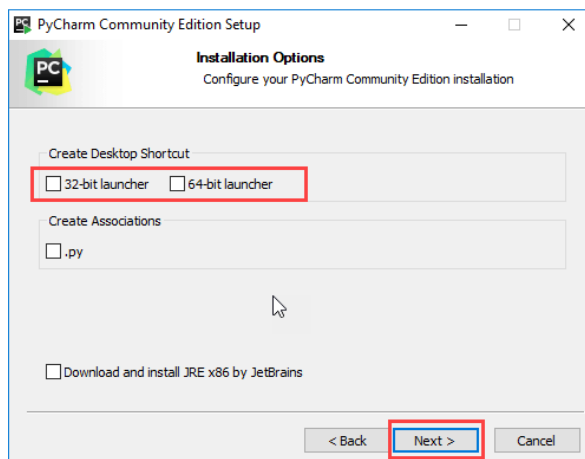 PC PyCharm Community Edition Setup
PC
Installation Options
Configure your PyCharm Community Edition installation
Create Desktop Shortcut
32-bit launcher 64-bit launcher
Create Associations
.py
Download and install JRE x86 by JetBrains
< Back Next > Cancel